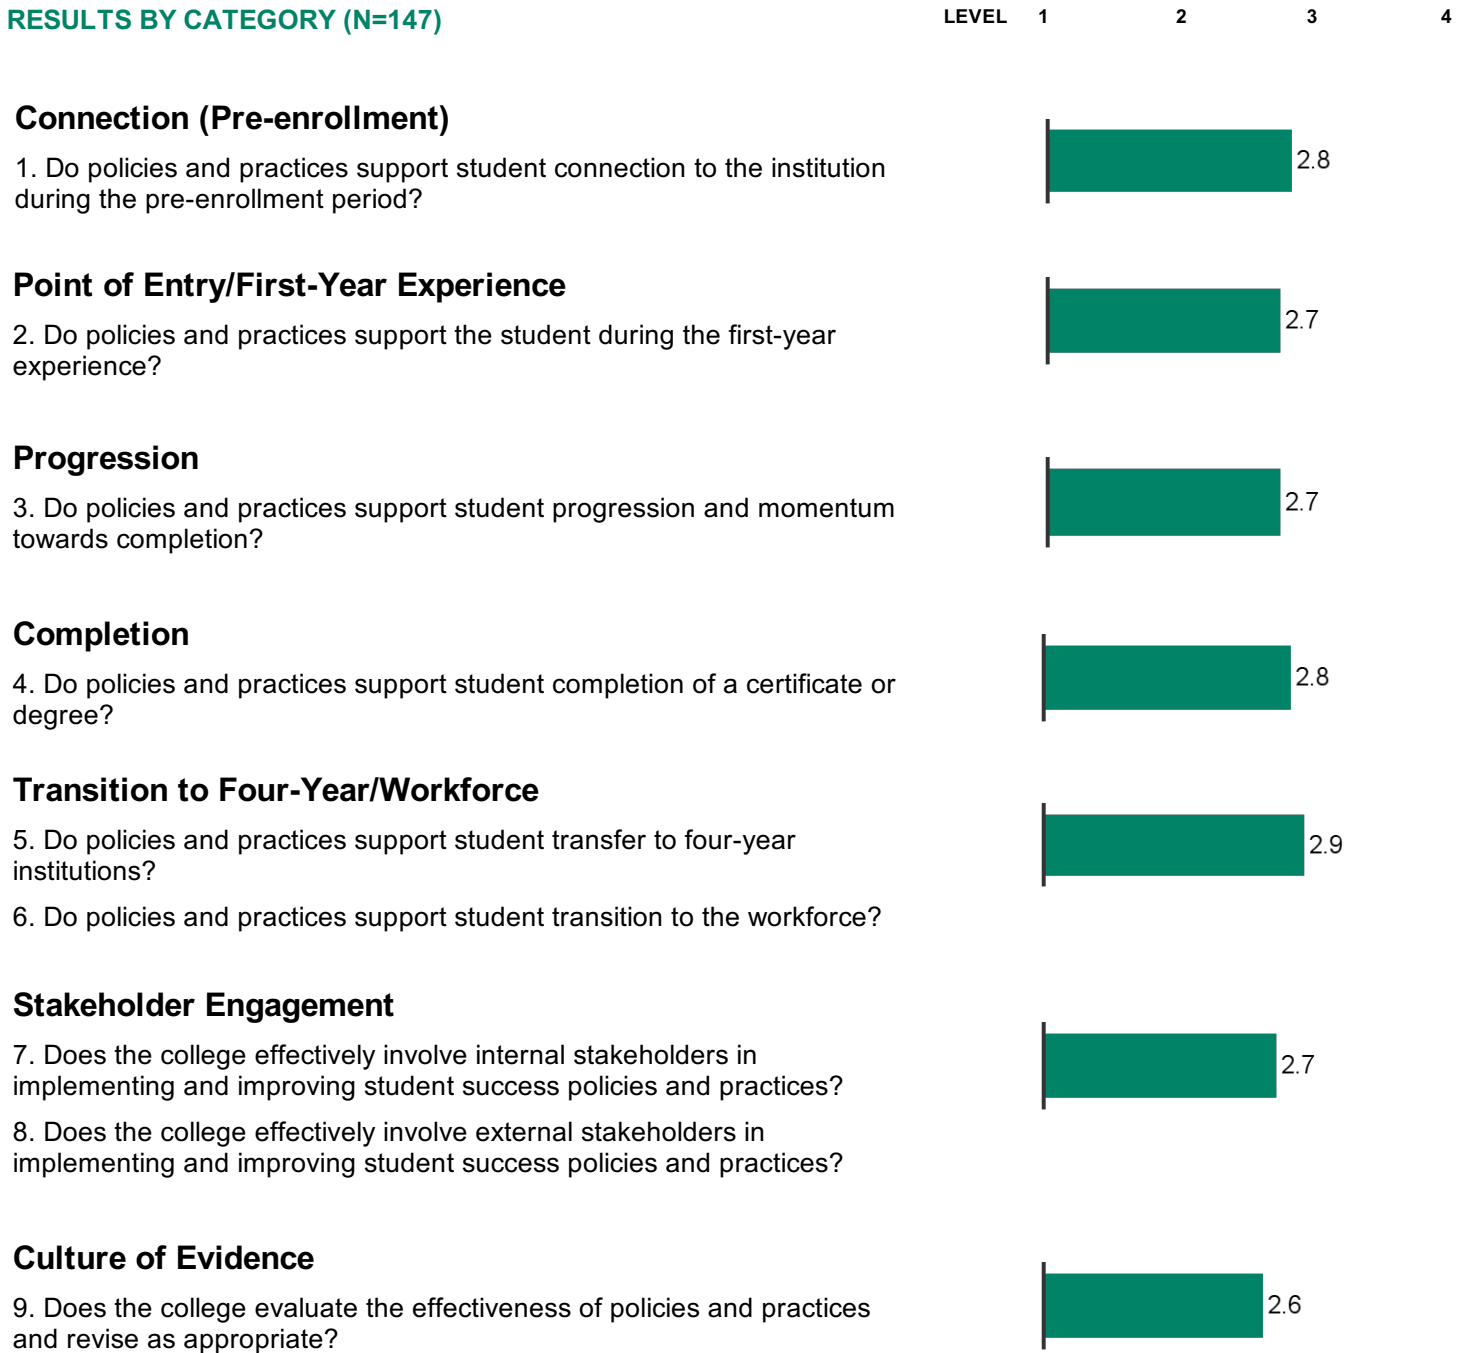 RESULTS BY CATEGORY (N=147) LEVEL 1 2 3 4
Connection (Pre-enrollment)
1. Do policies and practices support student connection to the institution
during the pre-enrollment period?
2.8
Point of Entry/First-Year Experience
2. Do policies and practices support the student during the first-year
experience?
2.7
Progression
3. Do policies and practices support student progression and momentum
towards completion?
2.7
Completion
4. Do policies and practices support student completion of a certificate or
degree?
2.8
Transition to Four-Year/Workforce
5. Do policies and practices support student transfer to four-year
institutions?
6. Do policies and practices support student transition to the workforce?
2.9
Stakeholder Engagement
7. Does the college effectively involve internal stakeholders in
implementing and improving student success policies and practices?
8. Does the college effectively involve external stakeholders in
implementing and improving student success policies and practices?
2.7
Culture of Evidence
9. Does the college evaluate the effectiveness of policies and practices
and revise as appropriate?
2.6